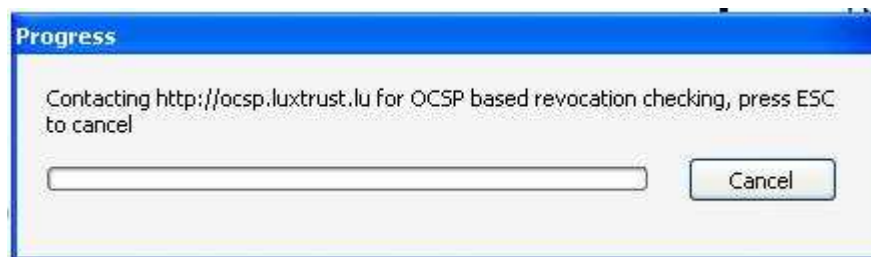 Progress
Contacting http://ocsp.luxtrust.lu for OCSP based revocation checking, press ESC
to cancel
Cancel